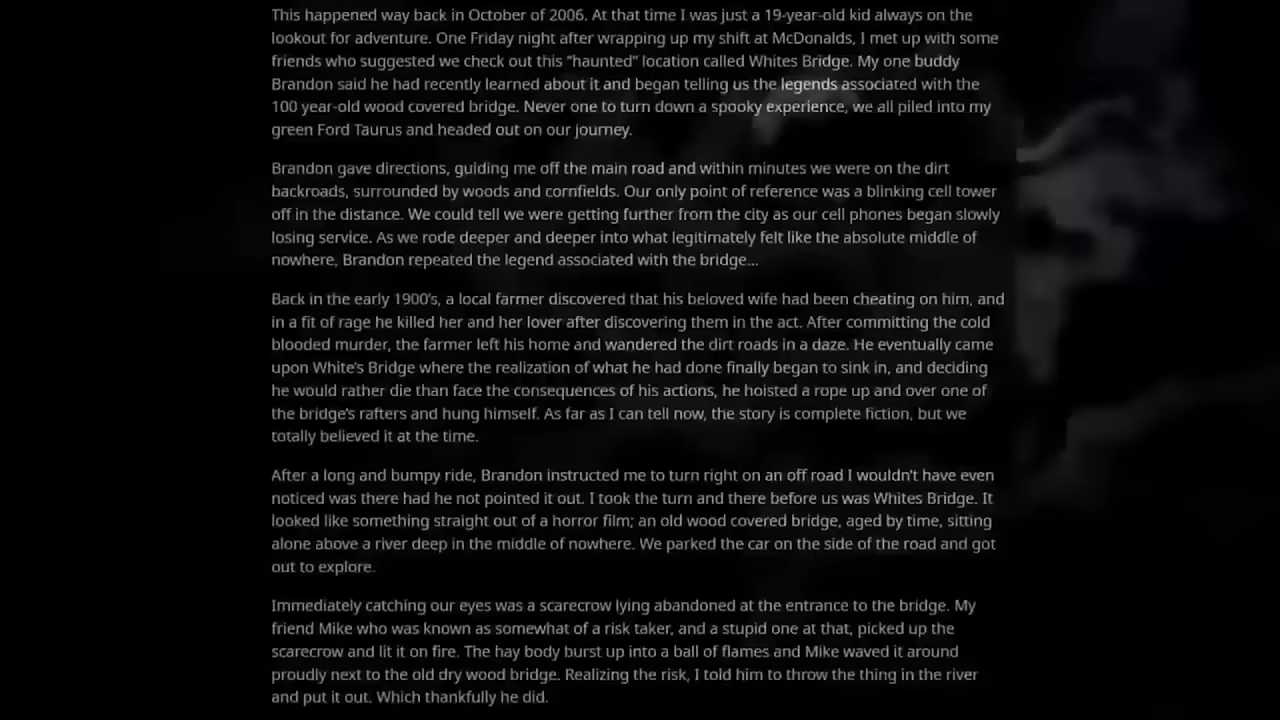 This happened way back in October of 2006. At that time I was just a 19-year-old kid always on the
lookout for adventure. One Friday night after wrapping up my shift at McDonalds, I met up with some
friends who suggested we check out this “haunted” location called Whites Bridge. My one buddy
Brandon said he had recently learned about it and began telling us the legends associated with the
100 year-old wood covered bridge. Never one to turn down a spooky experience, we all piled into my
green Ford Taurus and headed out on our journey.
Brandon gave directions, guiding me off the main road and within minutes we were on the dirt
backroads, surrounded by woods and cornfields. Our only point of reference was a blinking cell tower
off in the distance. We could tell we were getting further from the city as our cell phones began slowly
losing service. As we rode deeper and deeper into what legitimately felt like the absolute middle of
nowhere, Brandon repeated the legend associated with the bridge...
Back in the early 1900's, a local farmer discovered that his beloved wife had been cheating on him, and
in a fit of rage he killed her and her lover after discovering them in the act. After committing the cold
blooded murder, the farmer left his home and wandered the dirt roads in a daze. He eventually came
upon White's Bridge where the realization of what he had done finally began to sink in, and deciding
he would rather die than face the consequences of his actions, he hoisted a rope up and over one of
the bridge's rafters and hung himself. As far as I can tell now, the story is complete fiction, but we
totally believed it at the time.
After a long and bumpy ride, Brandon instructed me to turn right on an off road I wouldn't have even
noticed was there had he not pointed it out. I took the turn and there before us was Whites Bridge. It
looked like something straight out of a horror film; an old wood covered bridge, aged by time, sitting
alone above a river deep in the middle of nowhere. We parked the car on the side of the road and got
out to explore.
Immediately catching our eyes was a scarecrow lying abandoned at the entrance to the bridge. My
friend Mike who was known as somewhat of a risk taker, and a stupid one at that, picked up the
scarecrow and lit it on fire. The hay body burst up into a ball of flames and Mike waved it around
proudly next to the old dry wood bridge. Realizing the risk, I told him to throw the thing in the river
and put it out. Which thankfully he did.